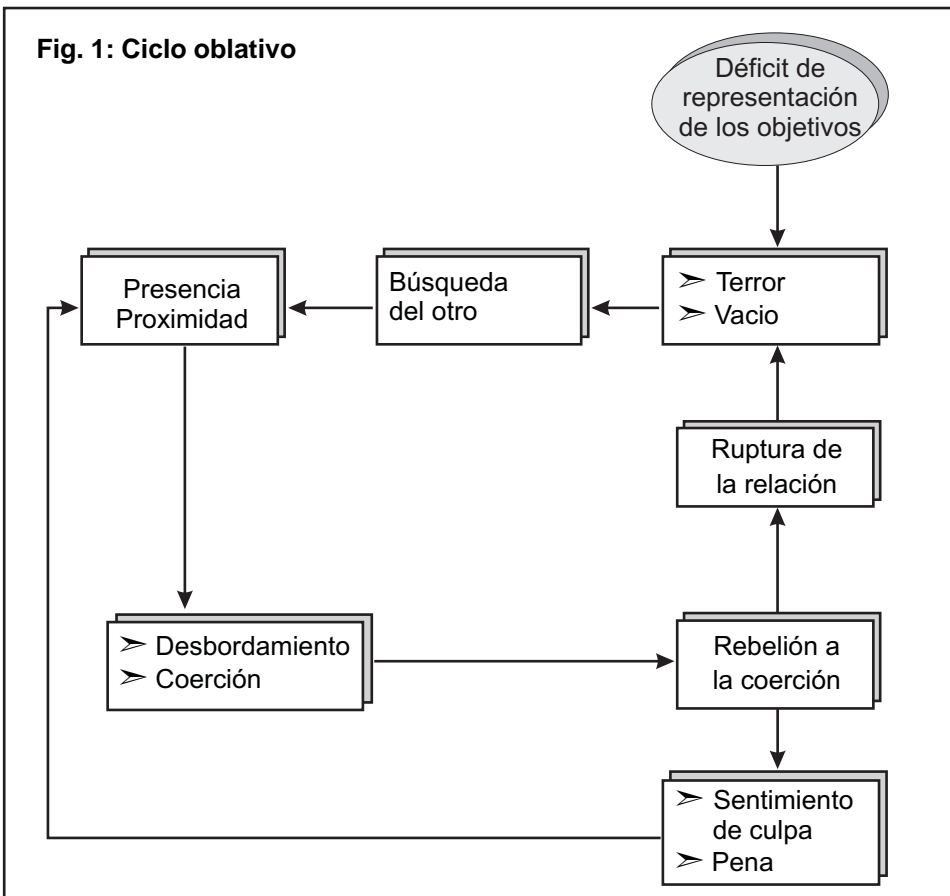 Fig. 1: Ciclo oblativo
Déficit de
representación
de los objetivos
Presencia
Proximidad
Búsqueda
del otro
➢ Terror
➢ Vacio
Ruptura de
la relación
➢ Desbordamiento
➢ Coerción
Rebelión a
la coerción
➢ Sentimiento
de culpa
➢ Pena